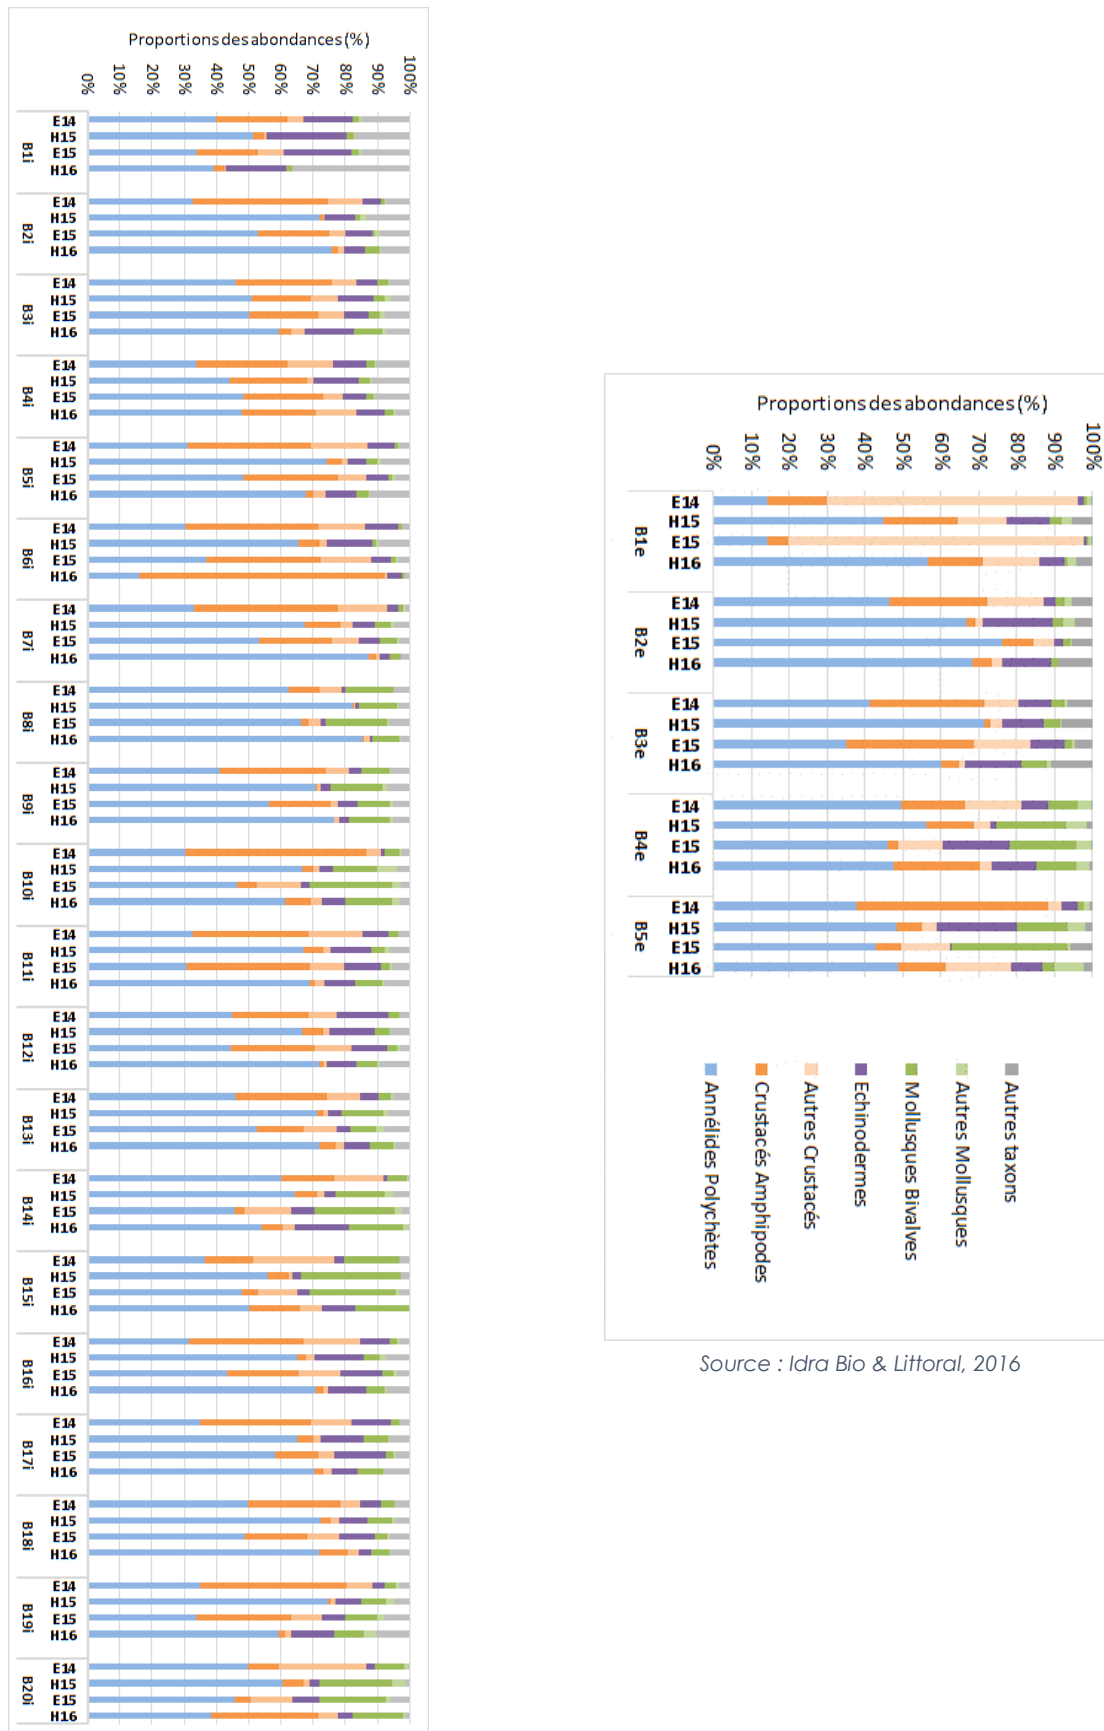 Proportions des abondances (%)
0% 10% 20% 30% 40% 50% 60% 70% 80% 90% 100%
E14
H15
E15
H16
B1i
E14
H15
E15
H16
B2i
E14
H15
E15
H16
B3i
E14
H15
E15
H16
B4i
E14
H15
E15
H16
B5i
E14
H15
E15
H16
B6i
E14
H15
E15
H16
B7i
E14
H15
E15
H16
B8i
E14
H15
E15
H16
B9i
E14
H15
E15
H16
B10i
E14
H15
E15
H16
B11i
E14
H15
E15
H16
B12i
E14
H15
E15
H16
B13i
E14
H15
E15
H16
B14i
E14
H15
E15
H16
B15i
E14
H15
E15
H16
B16i
E14
H15
E15
H16
B17i
E14
H15
E15
H16
B18i
E14
H15
E15
H16
B19i
E14
H15
E15
H16
B20i
Proportions des abondances (%)
0% 10% 20% 30% 40% 50% 60% 70% 80% 90% 100%
E14
H15
E15
H16
B1e
E14
H15
E15
H16
B2e
E14
H15
E15
H16
B3e
E14
H15
E15
H16
B4e
E14
H15
E15
H16
B5e
Autres taxons
Autres Mollusques
Mollusques Bivalves
Echinodermes
Autres Crustacés
Crustacés Amphipodes
Annélides Polychètes
Source : Idra Bio & Littoral, 2016